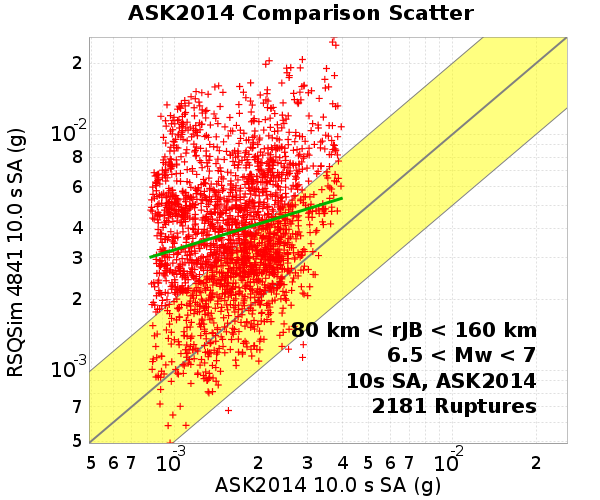 ASK2014 Comparison Scatter
RSQSim 4841 10.0 s SA (g)
2
10-2
8
6
4
3
2
10-3
7
5
80 km < rJB < 160 km
6.5 < Mw < 7
10s SA, ASK2014
2181 Ruptures
5 6 7 10-3 2 3 4 5 6 7 10-2 2
ASK2014 10.0 s SA (g)